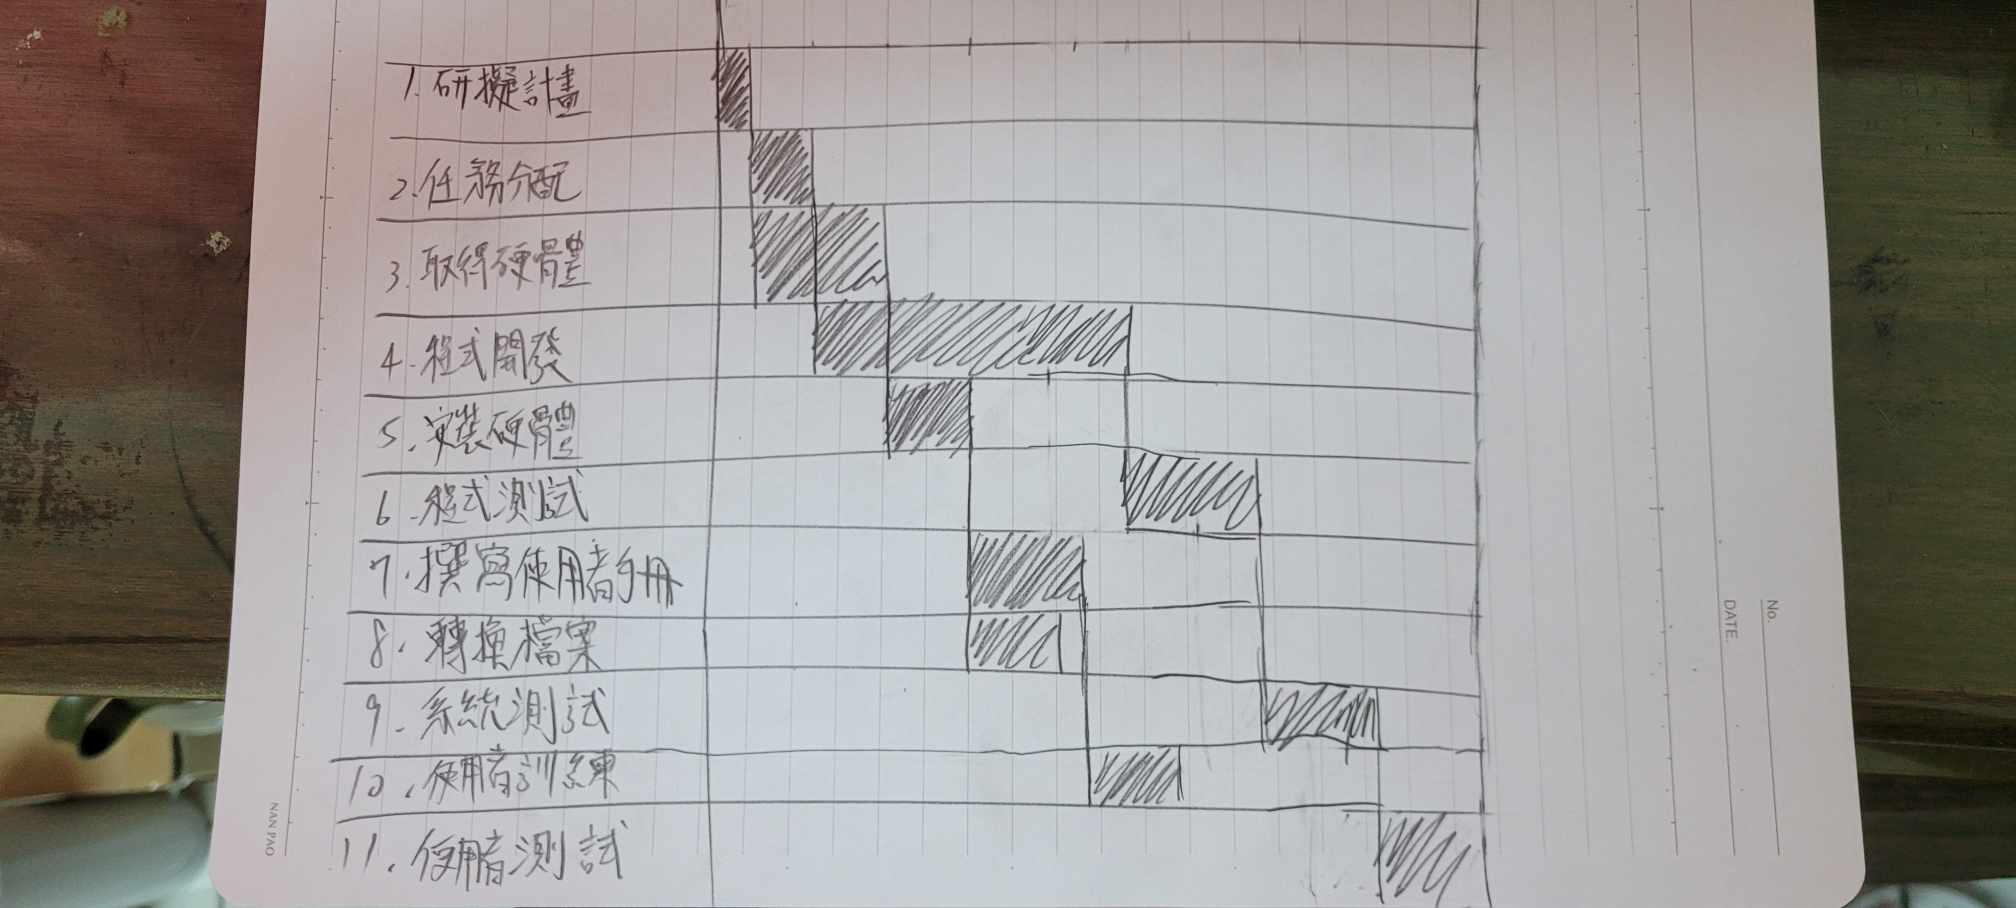 1. 研擬計畫
2. 任務分配
3. 取得硬體
4. 程式開發
5. 安裝硬體
6. 程式測試
7. 撰寫使用者手冊
8. 轉換檔案
9. 系統測試
10. 使用者訓練
11. 使用者測試
No.
DATE.
NAN PAO